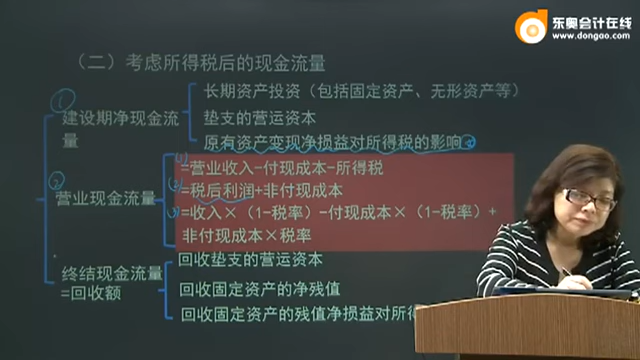 东奥会计在线
www.dongao.com
（二）考虑所得税后的现金流量
(1)
长期资产投资（包括固定资产、无形资产等）
建设期净现金流
量
垫支的营运资本
原有资产变现净损益对所得税的影响
(2)
营业现金流量
(1) =营业收入-付现成本-所得税
(2) =税后利润+非付现成本
(3) =收入×（1-税率）-付现成本×（1-税率）+
非付现成本×税率
终结现金流量
=回收额
回收垫支的营运资本
回收固定资产的净残值
回收固定资产的残值净损益对所得